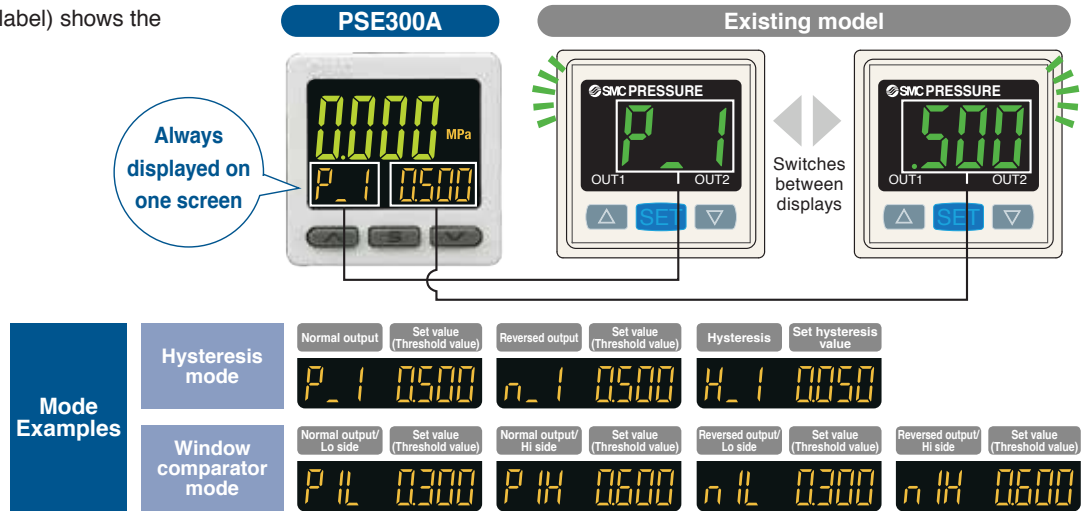 label) shows the
PSE300A
Existing model
0.000 MPa
P_1 0.500
Always
displayed on
one screen
SMC PRESSURE
P_1
OUT1 OUT2
SET
Switches
between
displays
SMC PRESSURE
.500
OUT1 OUT2
SET
S
Mode
Examples
Hysteresis
mode
Normal output
Set value
(Threshold value)
Reversed output
Set value
(Threshold value)
Hysteresis
Set hysteresis
value
P_1 0.500
n_1 0.500
H_1 0.050
Window
comparator
mode
Normal output/
Lo side
Set value
(Threshold value)
Normal output/
Hi side
Set value
(Threshold value)
Reversed output/
Lo side
Set value
(Threshold value)
Reversed output/
Hi side
Set value
(Threshold value)
P1L 0.300
P1H 0.600
n1L 0.300
n1H 0.600